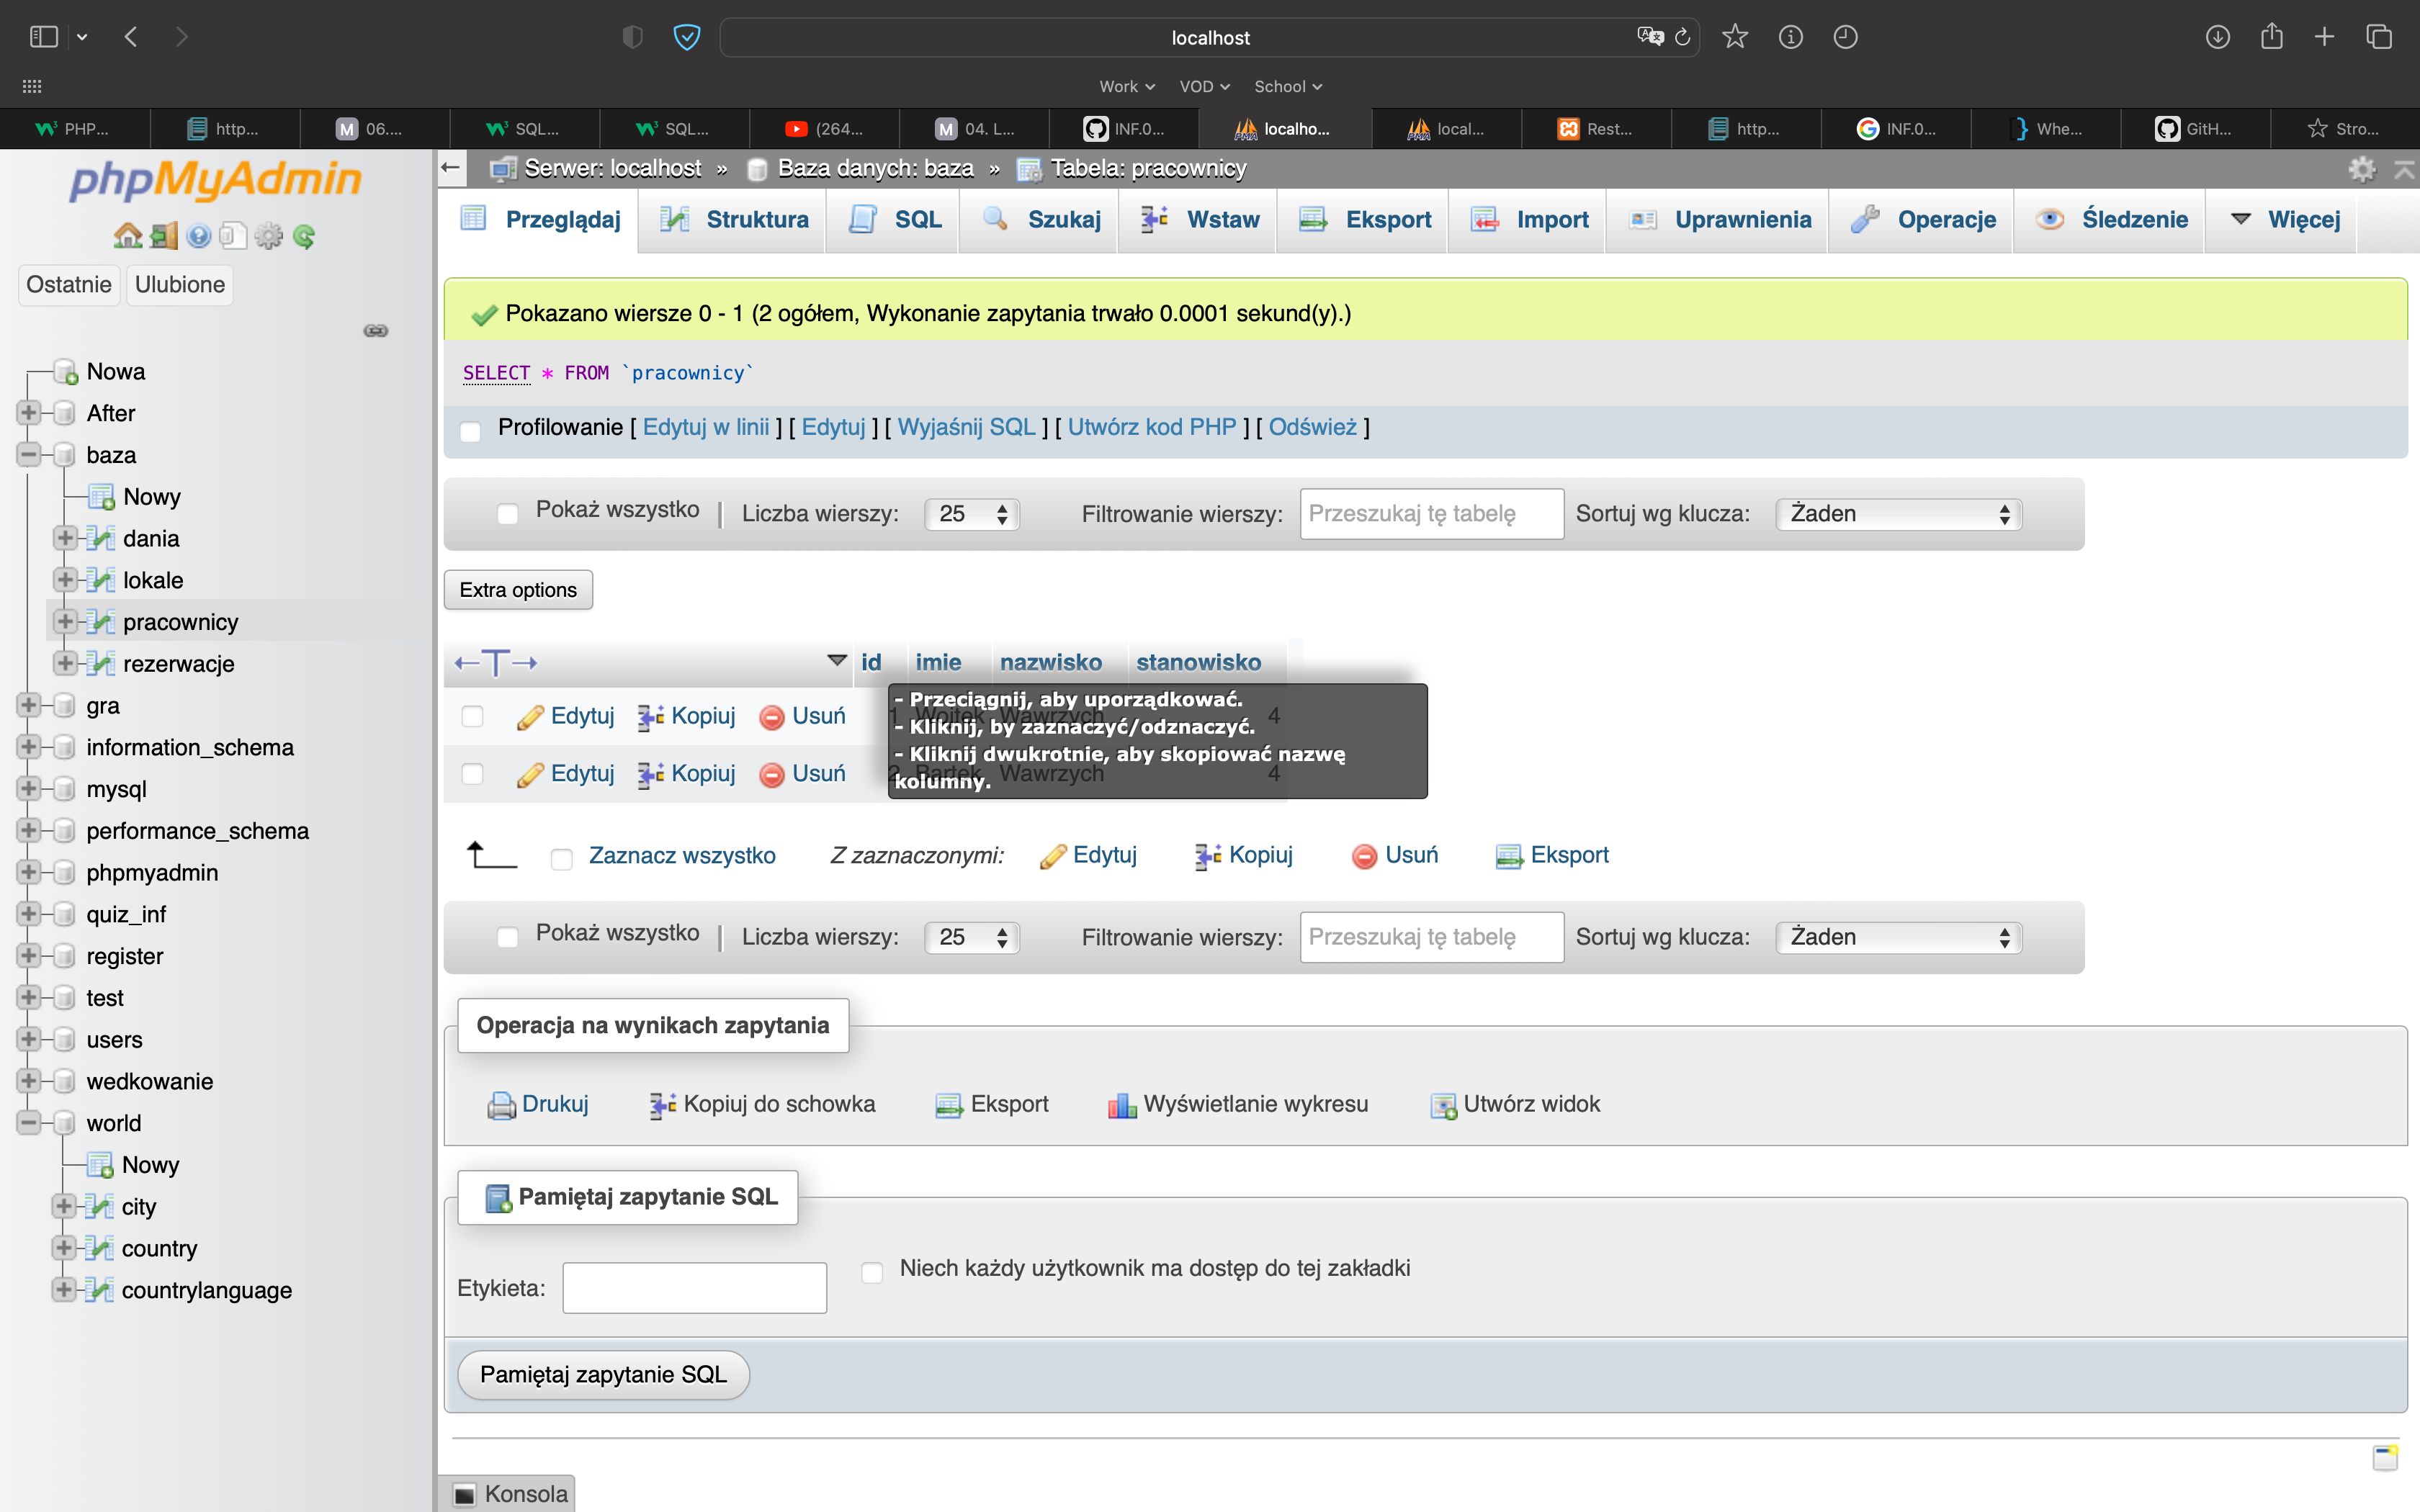 localhost
Work VOD School
PHP... http... 06.... SQL... SQL... (264... M 04. L... INF.0... localho... local... Rest... http... INF.0... Whe... GitH... Stro...
phpMyAdmin
Ostatnie Ulubione
Nowa
After
baza
Nowy
dania
lokale
pracownicy
rezerwacje
gra
information_schema
mysql
performance_schema
phpmyadmin
quiz_inf
register
test
users
wedkowanie
world
Nowy
city
country
countrylanguage
Serwer: localhost » Baza danych: baza » Tabela: pracownicy
Przeglądaj Struktura SQL Szukaj Wstaw Eksport Import Uprawnienia Operacje Śledzenie Więcej
Pokazano wiersze 0 - 1 (2 ogółem, Wykonanie zapytania trwało 0.0001 sekund(y).)
SELECT * FROM `pracownicy`
Profilowanie [ Edytuj w linii ] [ Edytuj ] [ Wyjaśnij SQL ] [ Utwórz kod PHP ] [ Odśwież ]
Pokaż wszystko | Liczba wierszy: 25 Filtrowanie wierszy: Przeszukaj tę tabelę Sortuj wg klucza: Żaden
Extra options
←T→ id imie nazwisko stanowisko
Edytuj Kopiuj Usuń 1 Wojtek Wawrzych 4
Edytuj Kopiuj Usuń 2 Bartek Wawrzych 4
- Przeciągnij, aby uporządkować.
- Kliknij, by zaznaczyć/odznaczyć.
- Kliknij dwukrotnie, aby skopiować nazwę
kolumny.
Zaznacz wszystko Z zaznaczonymi: Edytuj Kopiuj Usuń Eksport
Pokaż wszystko | Liczba wierszy: 25 Filtrowanie wierszy: Przeszukaj tę tabelę Sortuj wg klucza: Żaden
Operacja na wynikach zapytania
Drukuj Kopiuj do schowka Eksport Wyświetlanie wykresu Utwórz widok
Pamiętaj zapytanie SQL
Etykieta: Niech każdy użytkownik ma dostęp do tej zakładki
Pamiętaj zapytanie SQL
Konsola